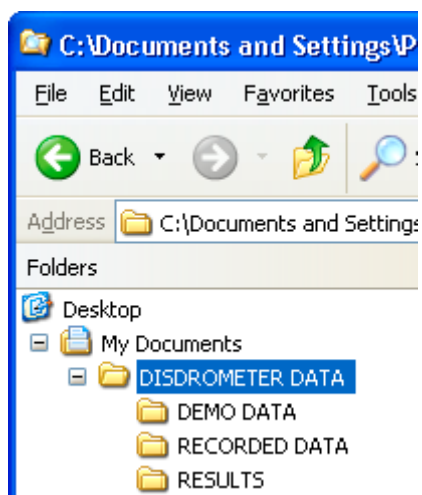 C:\Documents and Settings\P
File Edit View Favorites Tools
Back
Address C:\Documents and Settings
Folders
Desktop
My Documents
DISDROMETER DATA
DEMO DATA
RECORDED DATA
RESULTS